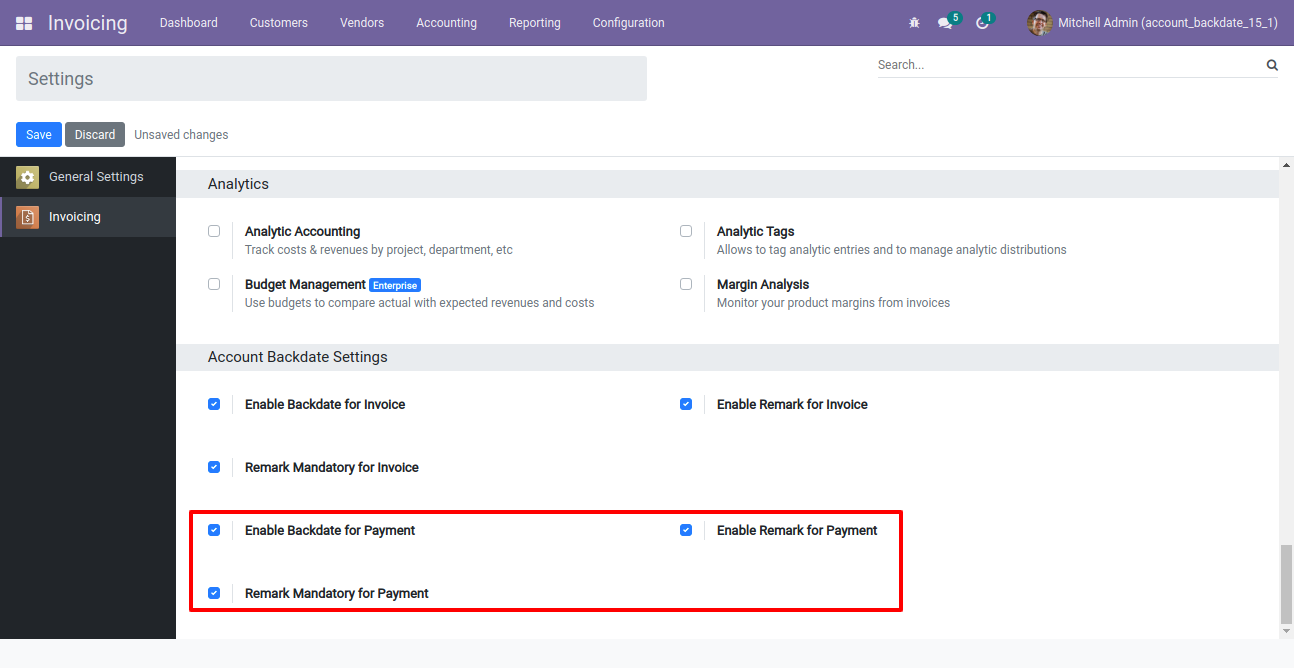 Invoicing Dashboard Customers Vendors Accounting Reporting Configuration 5 1 Mitchell Admin (account_backdate_15_1)
Settings
Search...
Save Discard Unsaved changes
General Settings
Invoicing
Analytics
Analytic Accounting
Track costs & revenues by project, department, etc
Analytic Tags
Allows to tag analytic entries and to manage analytic distributions
Budget Management Enterprise
Use budgets to compare actual with expected revenues and costs
Margin Analysis
Monitor your product margins from invoices
Account Backdate Settings
Enable Backdate for Invoice
Enable Remark for Invoice
Remark Mandatory for Invoice
Enable Backdate for Payment
Enable Remark for Payment
Remark Mandatory for Payment